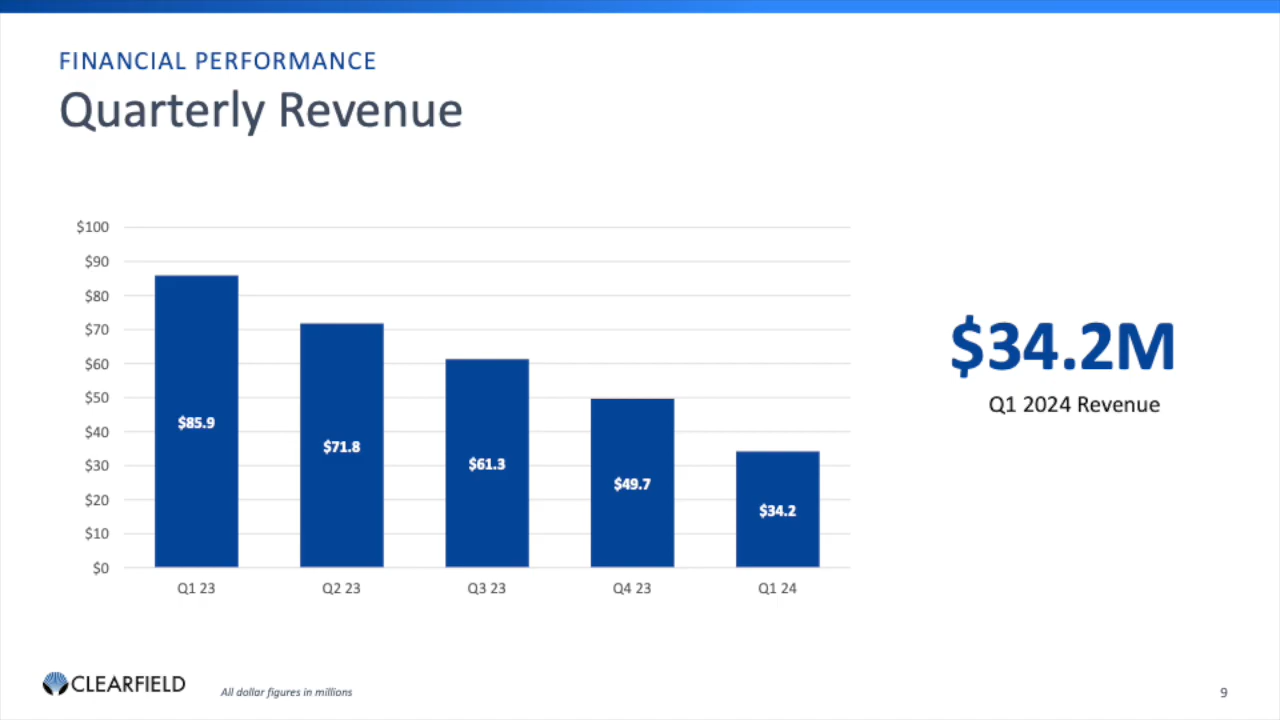 FINANCIAL PERFORMANCE
Quarterly Revenue
$100
$90
$80
$70
$60
$50
$40
$30
$20
$10
$0
$85.9
$71.8
$61.3
$49.7
$34.2
Q1 23
Q2 23
Q3 23
Q4 23
Q1 24
$34.2M
Q1 2024 Revenue
CLEARFIELD
All dollar figures in millions
9